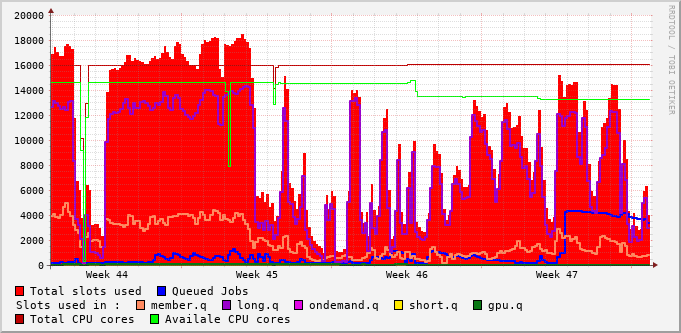 20000
18000
16000
14000
12000
10000
8000
6000
4000
2000
0
Week 44 Week 45 Week 46 Week 47
RRDTOOL / TOBI OETIKER
Total slots used Queued Jobs
Slots used in : member.q long.q ondemand.q short.q gpu.q
Total CPU cores Availale CPU cores